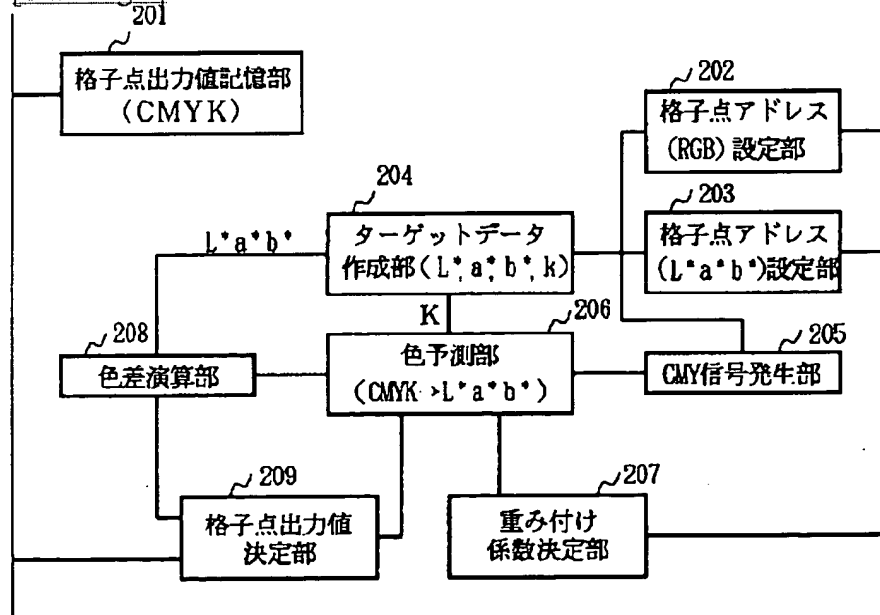 201
格子点出力値記憶部
(CMYK)
202
格子点アドレス
(RGB) 設定部
203
格子点アドレス
(L*a*b*)設定部
204
ターゲットデータ
作成部(L*,a*,b*,k)
L*a*b*
K
205
CMY信号発生部
206
色予測部
(CMYK->L*a*b*)
208
色差演算部
207
重み付け
係数決定部
209
格子点出力値
決定部